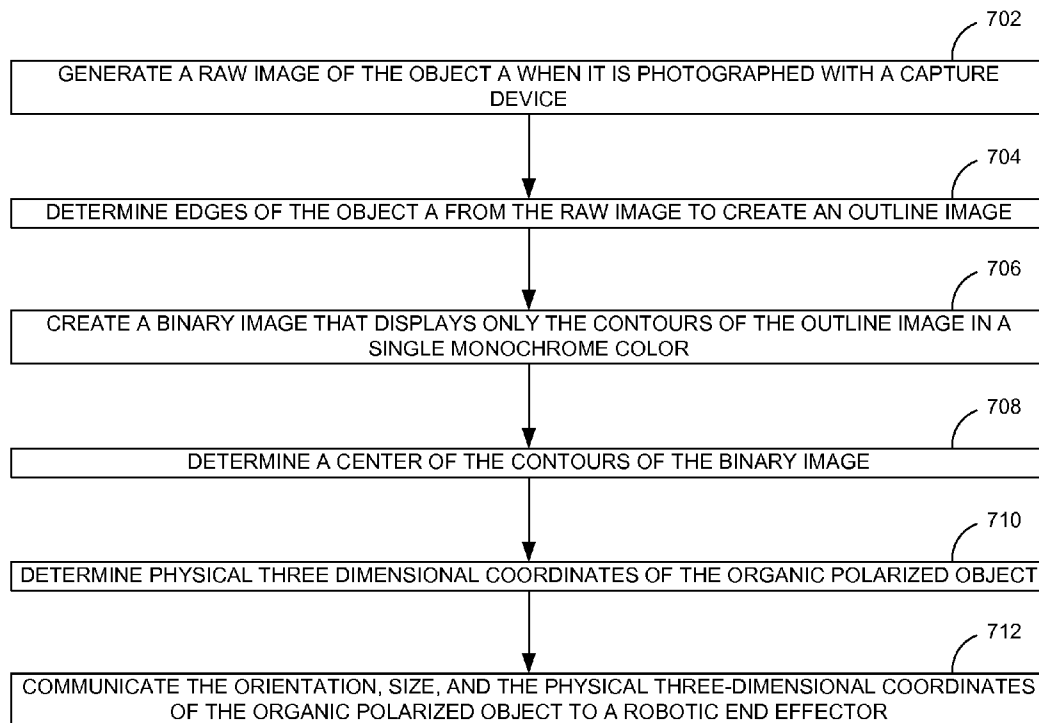 702
GENERATE A RAW IMAGE OF THE OBJECT A WHEN IT IS PHOTOGRAPHED WITH A CAPTURE
DEVICE
704
DETERMINE EDGES OF THE OBJECT A FROM THE RAW IMAGE TO CREATE AN OUTLINE IMAGE
706
CREATE A BINARY IMAGE THAT DISPLAYS ONLY THE CONTOURS OF THE OUTLINE IMAGE IN A
SINGLE MONOCHROME COLOR
708
DETERMINE A CENTER OF THE CONTOURS OF THE BINARY IMAGE
710
DETERMINE PHYSICAL THREE DIMENSIONAL COORDINATES OF THE ORGANIC POLARIZED OBJECT
712
COMMUNICATE THE ORIENTATION, SIZE, AND THE PHYSICAL THREE-DIMENSIONAL COORDINATES
OF THE ORGANIC POLARIZED OBJECT TO A ROBOTIC END EFFECTOR